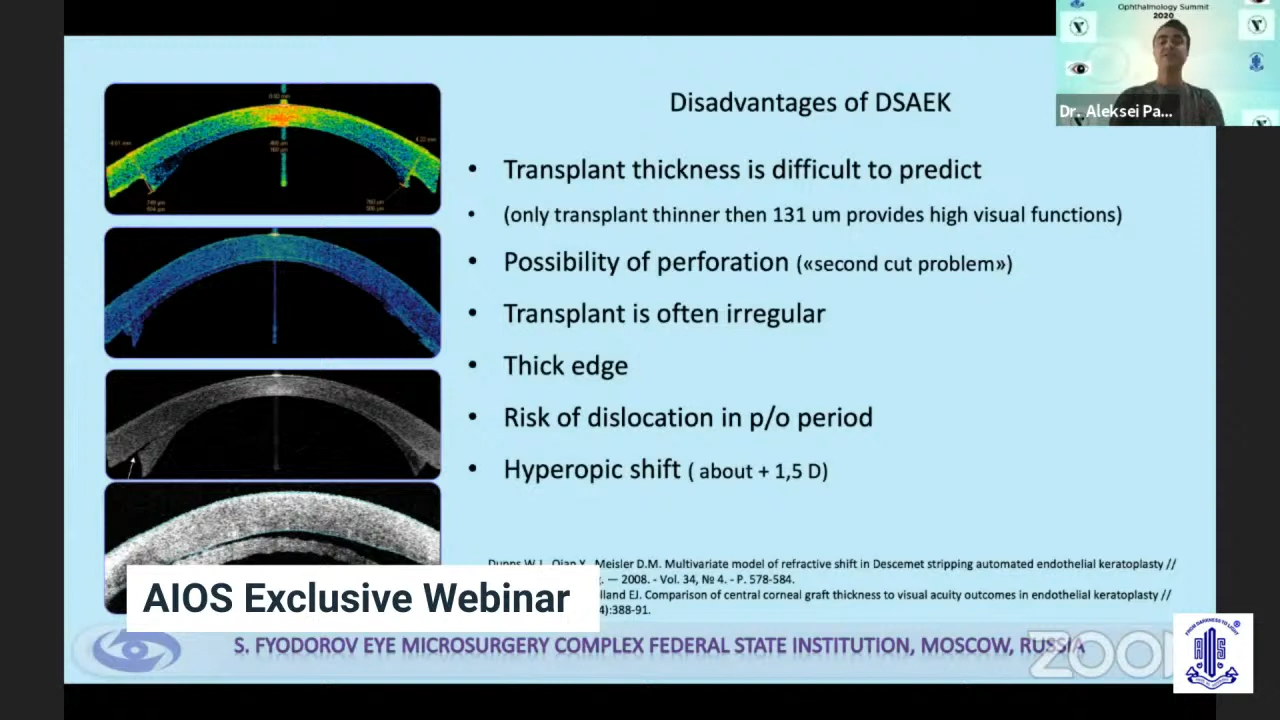 Ophthalmology Summit
2020
Dr. Aleksei Pa...
Disadvantages of DSAEK
• Transplant thickness is difficult to predict
• (only transplant thinner then 131 um provides high visual functions)
• Possibility of perforation («second cut problem»)
• Transplant is often irregular
• Thick edge
• Risk of dislocation in p/o period
• Hyperopic shift ( about + 1,5 D)
Meisler D.M. Multivariate model of refractive shift in Descemet stripping automated endothelial keratoplasty //
— 2008. - Vol. 34, № 4. - P. 578-584.
lland EJ. Comparison of central corneal graft thickness to visual acuity outcomes in endothelial keratoplasty //
4):388-91.
AIOS Exclusive Webinar
S. FYODOROV EYE MICROSURGERY COMPLEX FEDERAL STATE INSTITUTION, MOSCOW, RUSSIA
ZOOM